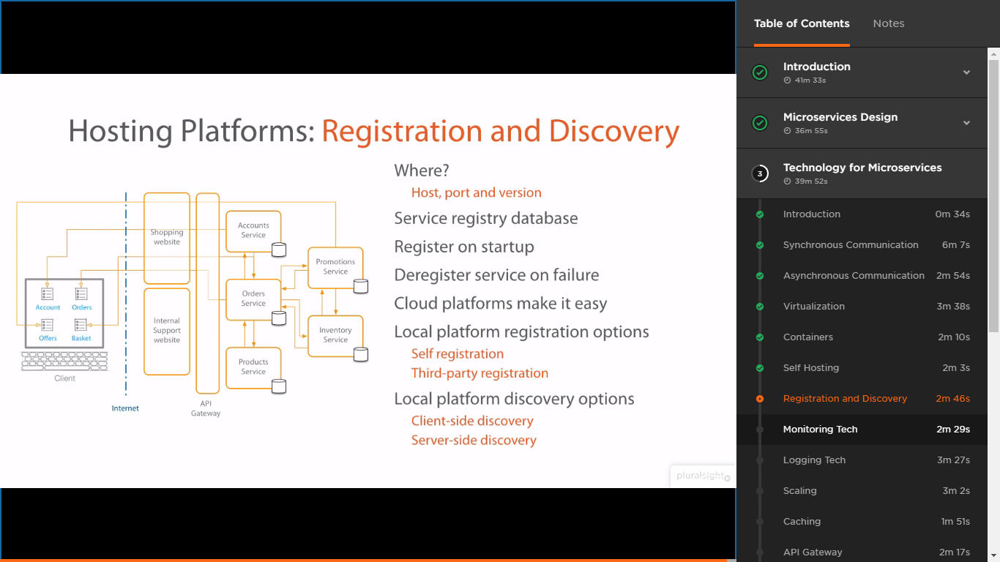 Hosting Platforms: Registration and Discovery
Shopping
website
Internal
Support
website
Accounts
Service
Orders
Service
Products
Service
Promotions
Service
Inventory
Service
Account
Orders
Offers
Basket
Client
Internet
API
Gateway
Where?
Host, port and version
Service registry database
Register on startup
Deregister service on failure
Cloud platforms make it easy
Local platform registration options
Self registration
Third-party registration
Local platform discovery options
Client-side discovery
Server-side discovery
pluralsight
Table of Contents
Notes
Introduction
41m 33s
Microservices Design
36m 55s
3
Technology for Microservices
39m 52s
Introduction 0m 34s
Synchronous Communication 6m 7s
Asynchronous Communication 2m 54s
Virtualization 3m 38s
Containers 2m 10s
Self Hosting 2m 3s
Registration and Discovery 2m 46s
Monitoring Tech 2m 29s
Logging Tech 3m 27s
Scaling 3m 2s
Caching 1m 51s
API Gateway 2m 17s